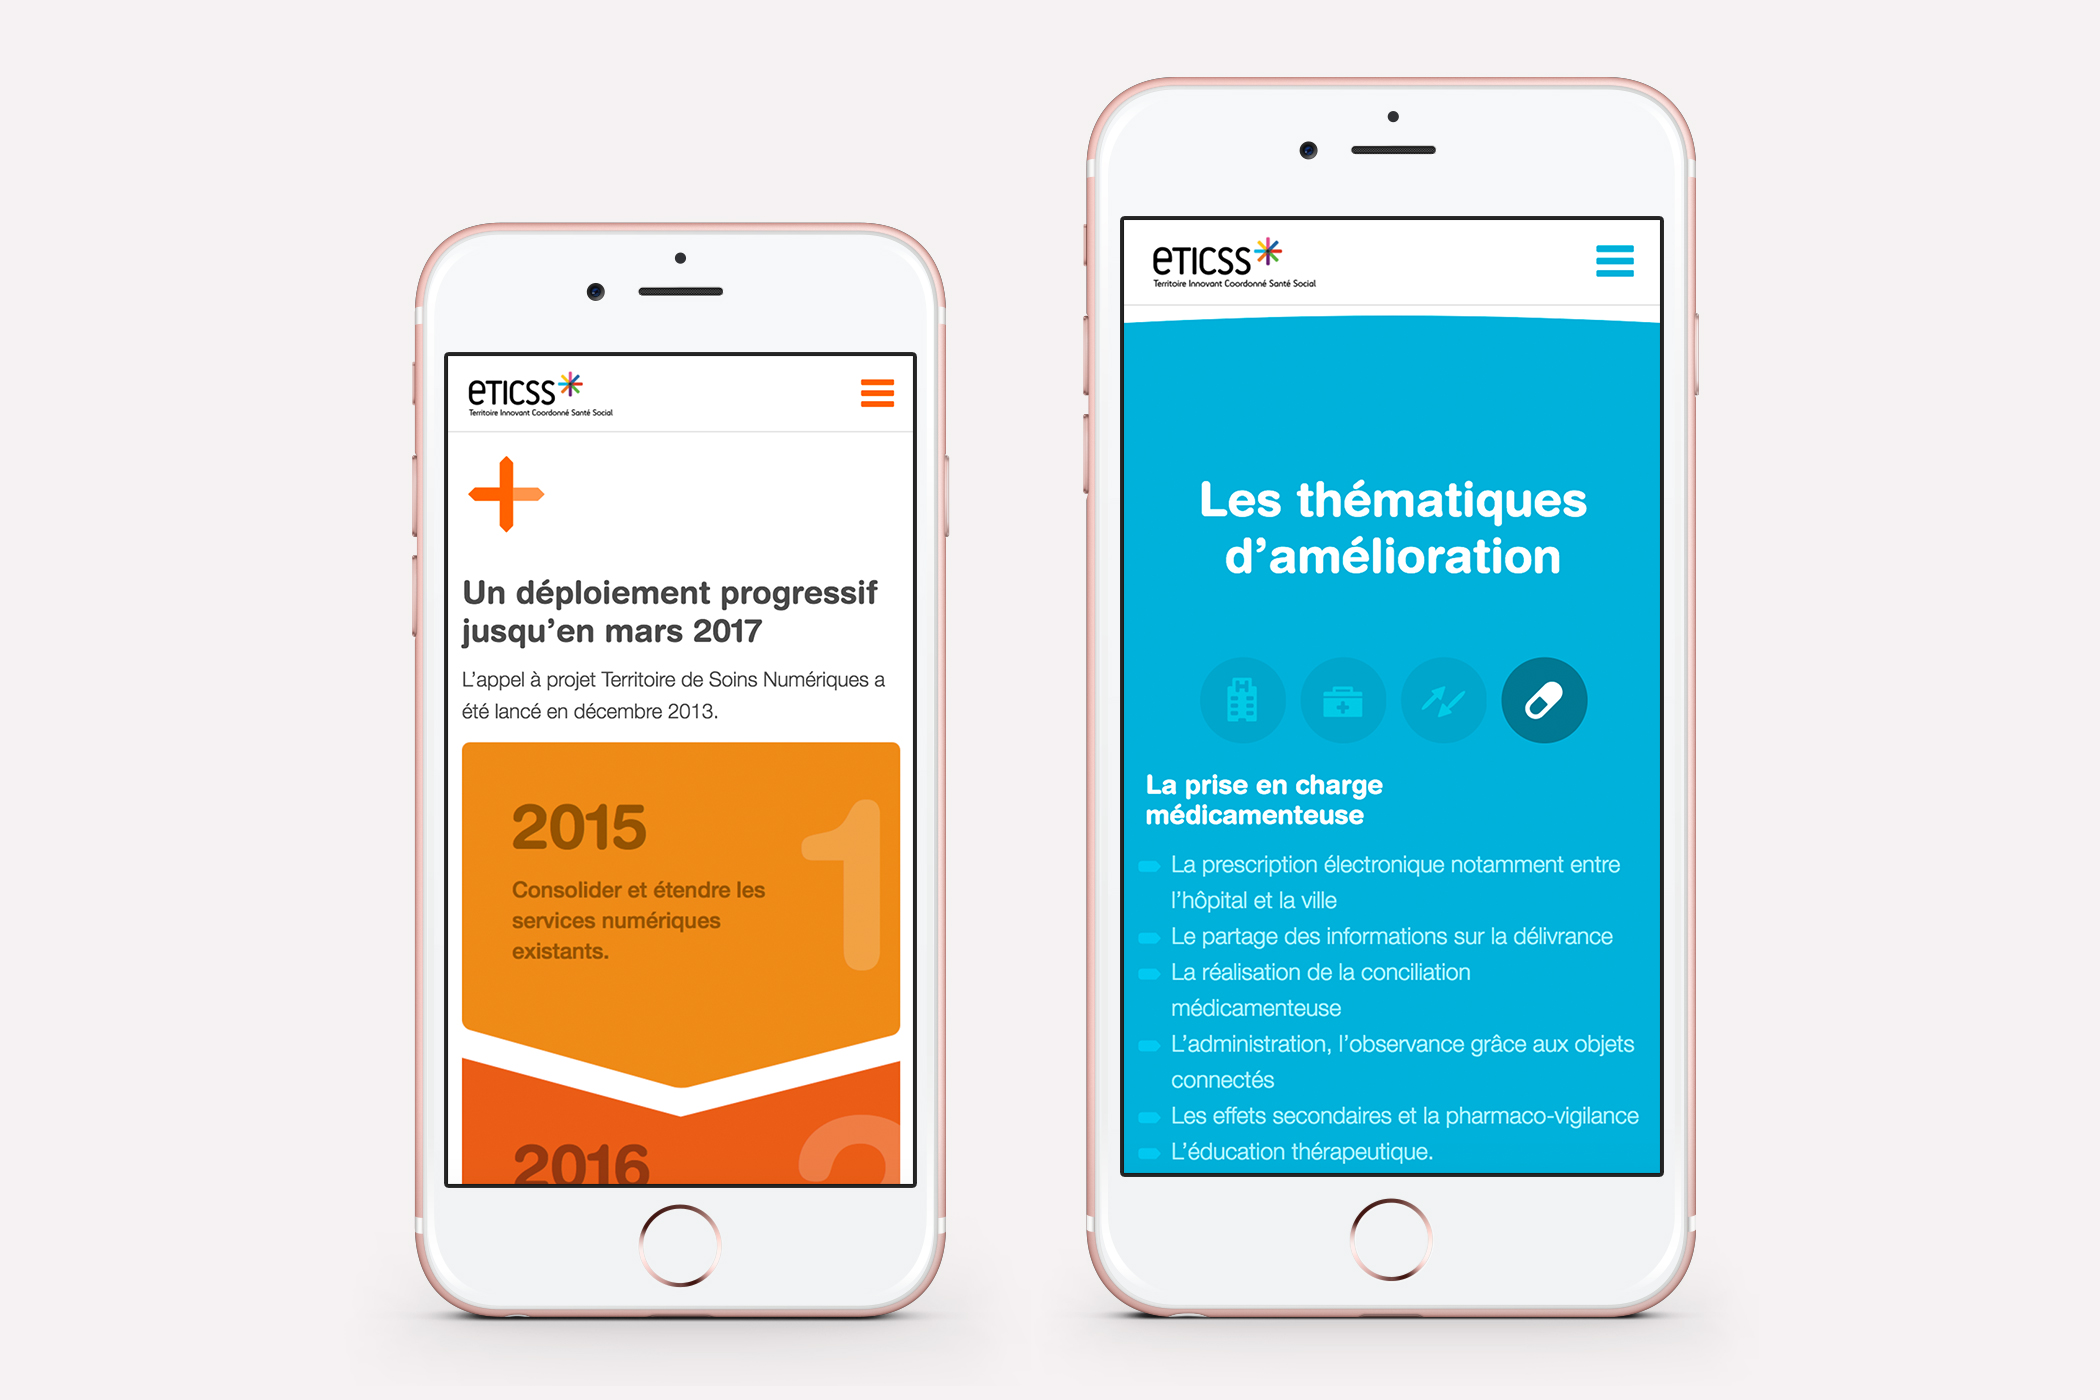 eTICSS
Territoire Innovant Coordonné Santé Social
Un déploiement progressif
jusqu’en mars 2017
L’appel à projet Territoire de Soins Numériques a
été lancé en décembre 2013.
2015
1
Consolider et étendre les
services numériques
existants.
2016
2
eTICSS
Territoire Innovant Coordonné Santé Social
Les thématiques
d’amélioration
H
La prise en charge
médicamenteuse
La prescription électronique notamment entre
l’hôpital et la ville
Le partage des informations sur la délivrance
La réalisation de la conciliation
médicamenteuse
L’administration, l’observance grâce aux objets
connectés
Les effets secondaires et la pharmaco-vigilance
L’éducation thérapeutique.